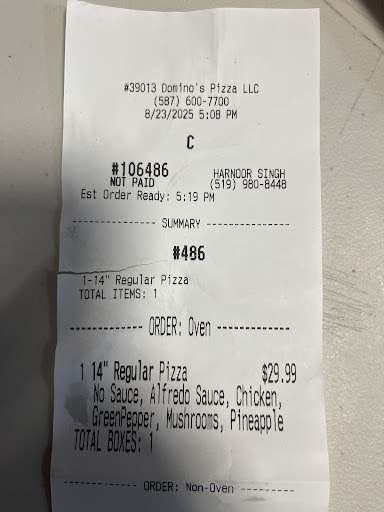 #39013 Domino's Pizza LLC
(587) 600-7700
8/23/2025 5:08 PM
C
#106486 HARNOOR SINGH
NOT PAID (519) 980-8448
Est Order Ready: 5:19 PM
--------------- SUMMARY ---------------
#486
1-14" Regular Pizza
TOTAL ITEMS: 1
------------- ORDER: Oven -------------
1 14" Regular Pizza $29.99
No Sauce, Alfredo Sauce, Chicken,
GreenPepper, Mushrooms, Pineapple
TOTAL BOXES: 1
------------- ORDER: Non-Oven ----------